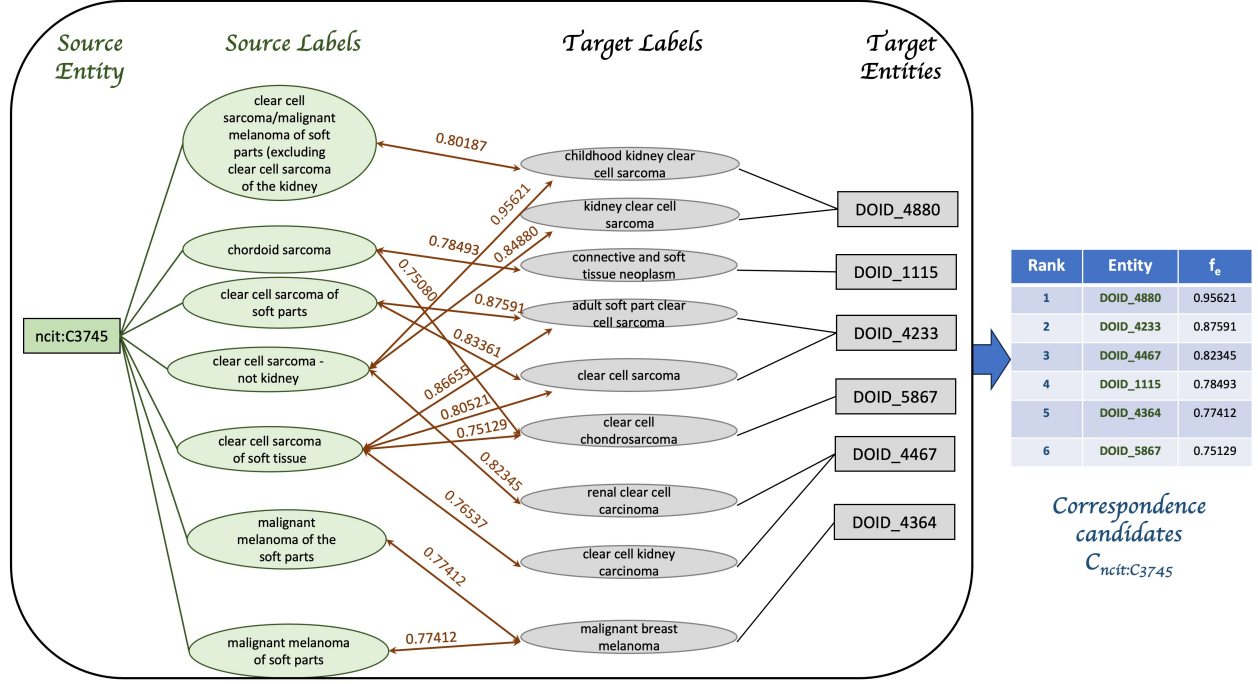 Source
Entity
Source Labels
Target Labels
Target
Entities
ncit:C3745
clear cell
sarcoma/malignant
melanoma of soft
parts (excluding
clear cell sarcoma
of the kidney
chordoid sarcoma
clear cell sarcoma of
soft parts
clear cell sarcoma -
not kidney
clear cell sarcoma
of soft tissue
malignant
melanoma of the
soft parts
malignant melanoma
of soft parts
0.80187
0.95621
0.84880
0.78493
0.75080
0.87591
0.83361
0.86655
0.80521
0.75129
0.82345
0.76537
0.77412
0.77412
childhood kidney clear
cell sarcoma
kidney clear cell
sarcoma
connective and soft
tissue neoplasm
adult soft part clear
cell sarcoma
clear cell sarcoma
clear cell
chondrosarcoma
renal clear cell
carcinoma
clear cell kidney
carcinoma
malignant breast
melanoma
DOID_4880
DOID_1115
DOID_4233
DOID_5867
DOID_4467
DOID_4364
Rank Entity fe
1 DOID_4880 0.95621
2 DOID_4233 0.87591
3 DOID_4467 0.82345
4 DOID_1115 0.78493
5 DOID_4364 0.77412
6 DOID_5867 0.75129
Correspondence
candidates
Cncit:C3745